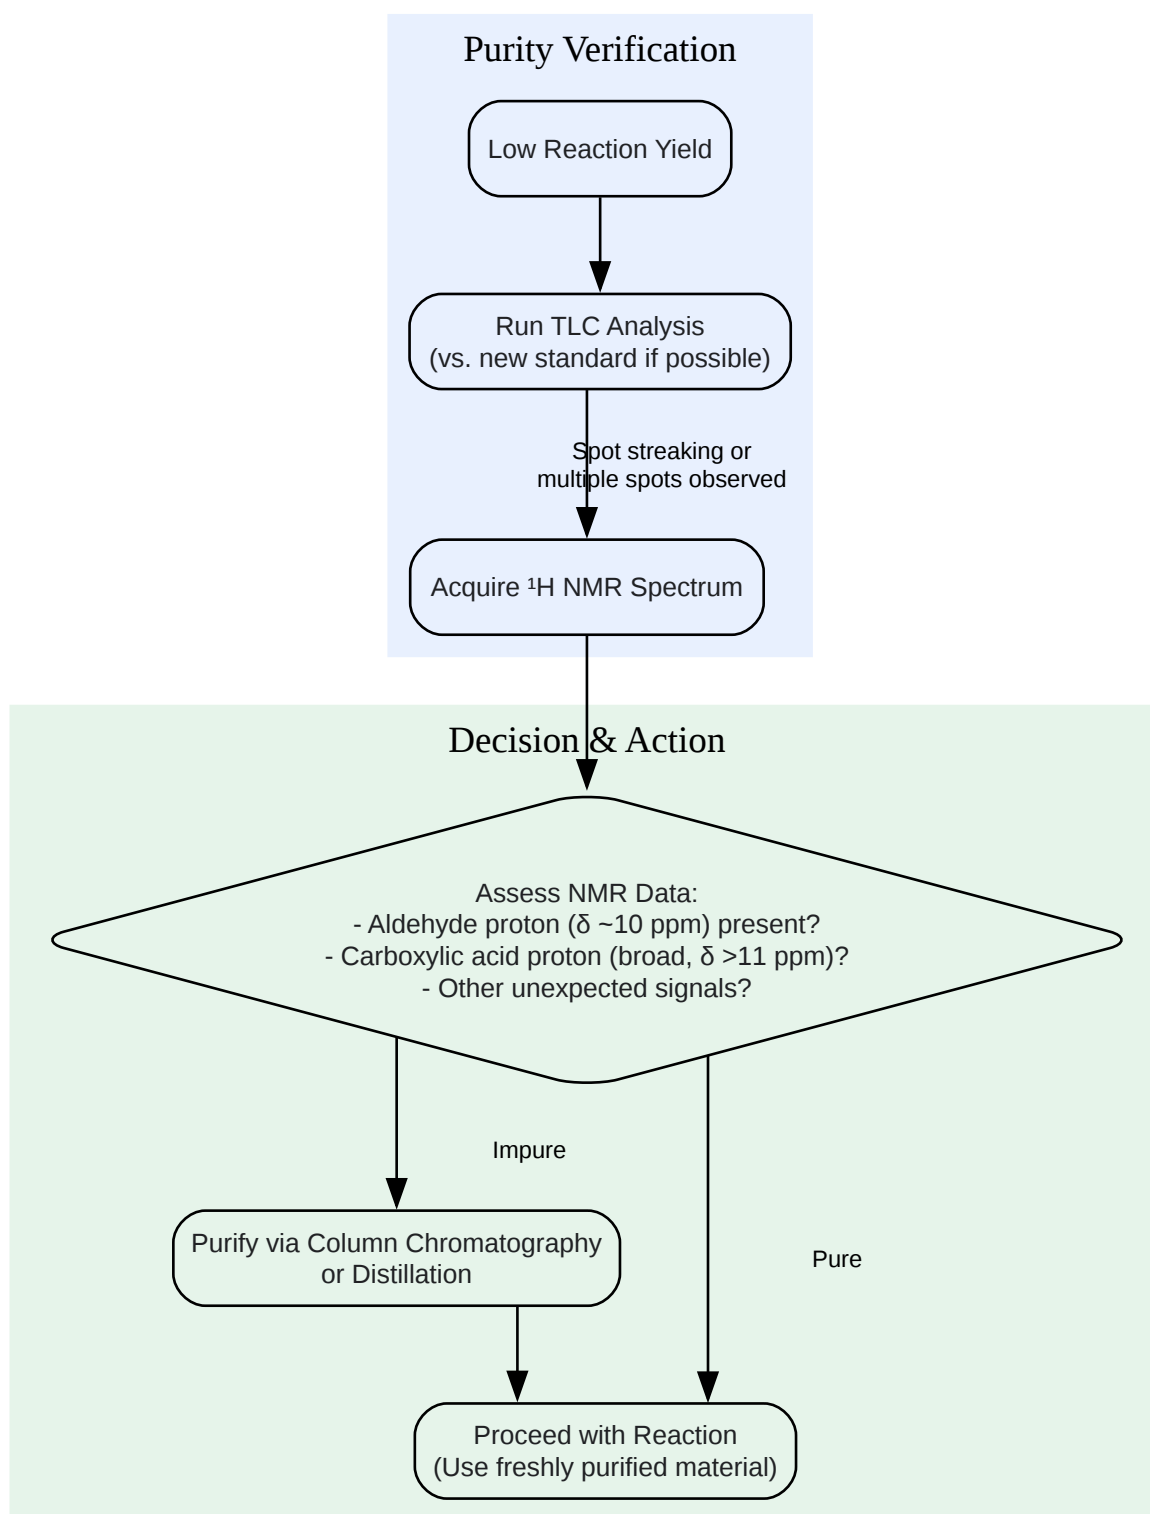 Purity Verification
Low Reaction Yield
Run TLC Analysis
(vs. new standard if possible)
Spot streaking or
multiple spots observed
Acquire ¹H NMR Spectrum
Decision & Action
Assess NMR Data:
- Aldehyde proton (δ ~10 ppm) present?
- Carboxylic acid proton (broad, δ >11 ppm)?
- Other unexpected signals?
Impure
Purify via Column Chromatography
or Distillation
Pure
Proceed with Reaction
(Use freshly purified material)